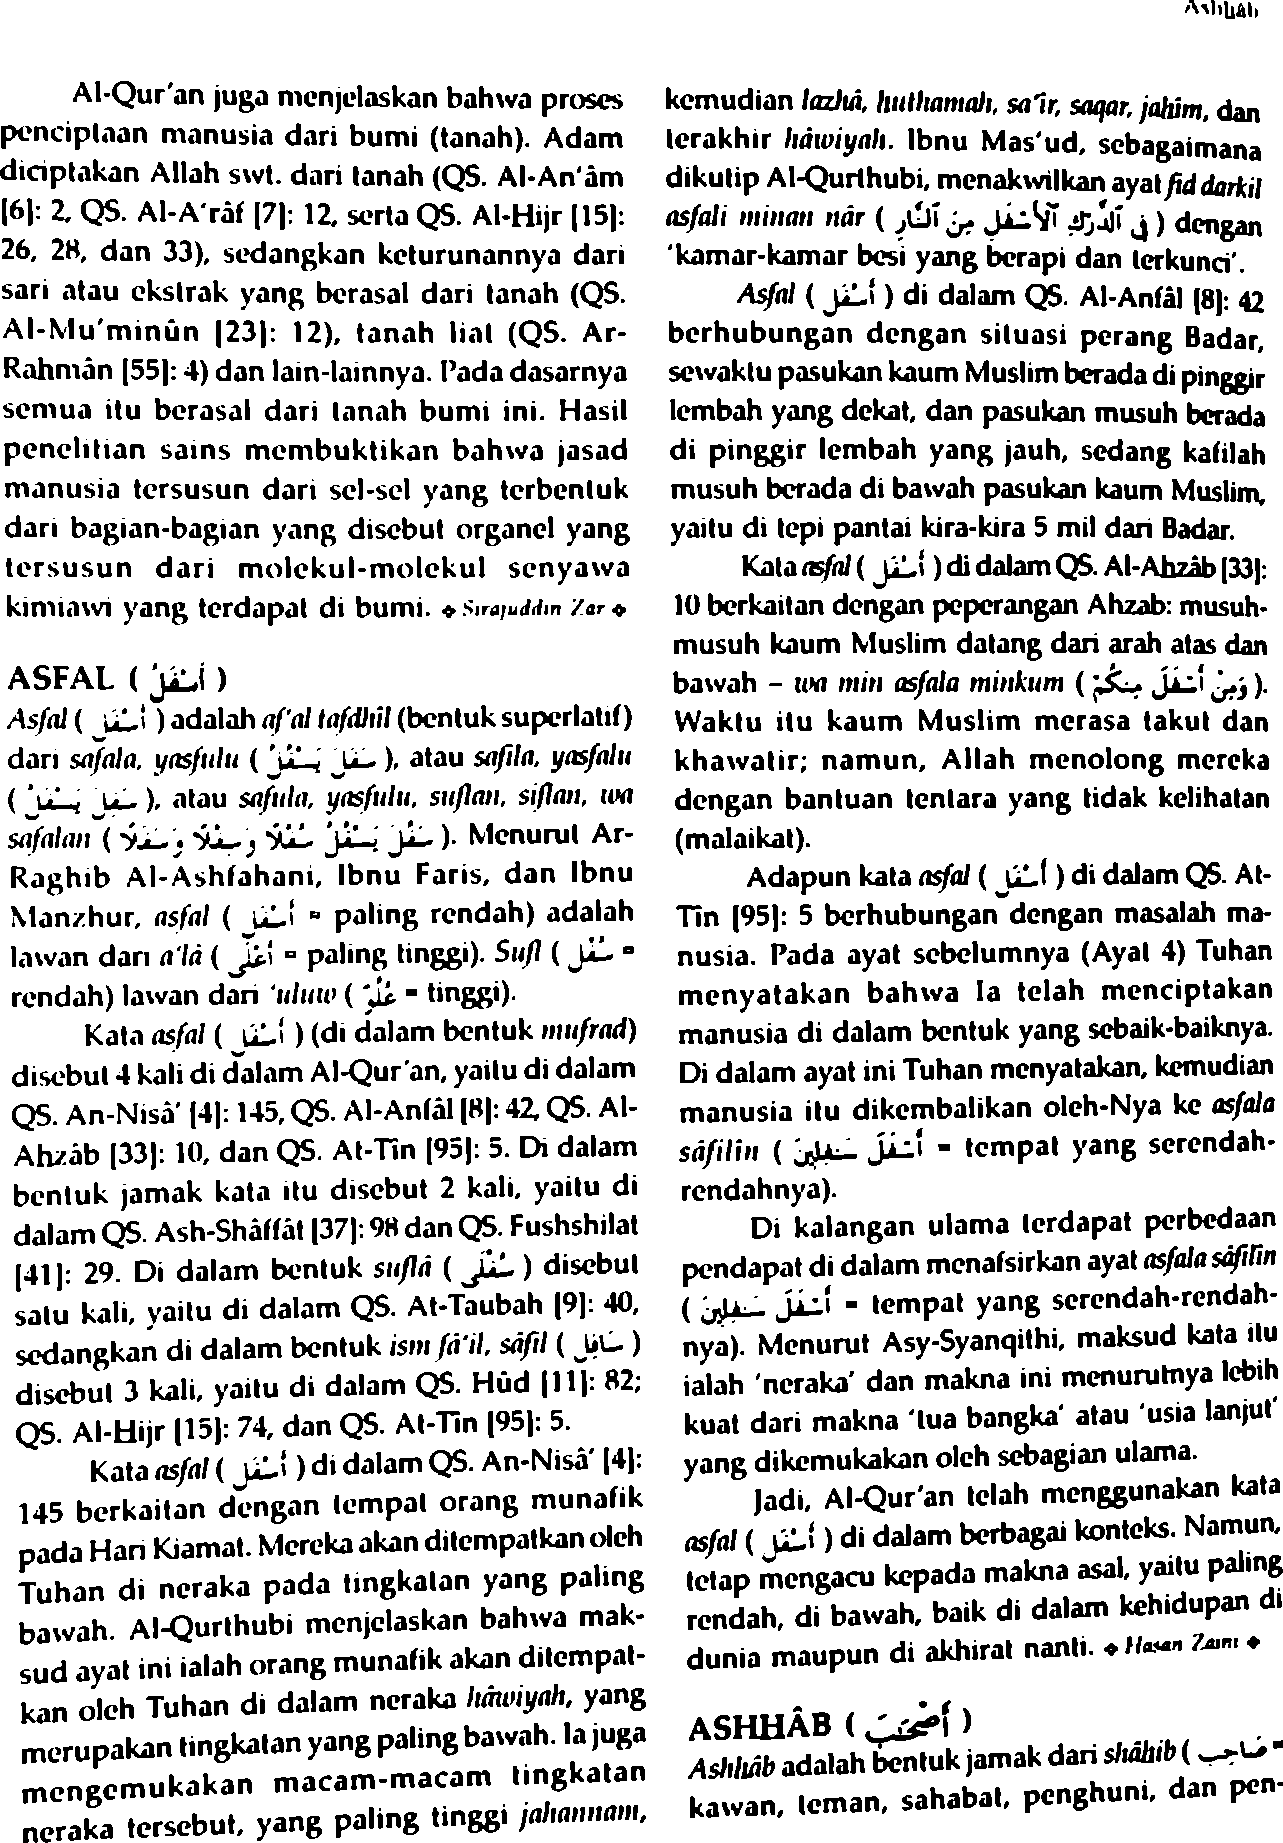 Ashhâb
Al-Qur'an juga menjelaskan bahwa proses
penciptaan manusia dari bumi (tanah). Adam
diciptakan Allah swt. dari tanah (QS. Al-An'âm
[6]: 2, QS. Al-A'râf [7]: 12, serta QS. Al-Hijr [15]:
26, 28, dan 33), sedangkan keturunannya dari
sari atau ekstrak yang berasal dari tanah (QS.
Al-Mu'minûn [23]: 12), tanah liat (QS. Ar-
Rahmân [55]: 4) dan lain-lainnya. Pada dasarnya
semua itu berasal dari tanah bumi ini. Hasil
penelitian sains membuktikan bahwa jasad
manusia tersusun dari sel-sel yang terbentuk
dari bagian-bagian yang disebut organel yang
tersusun dari molekul-molekul senyawa
kimiawi yang terdapat di bumi. ❖ Sirajuddin Zar ❖
ASFAL ( أَسْفَلُ )
Asfal ( أَسْفَل ) adalah af'al tafdhîl (bentuk superlatif)
dari safala, yasfulu ( سَفَلَ يَسْفُلُ ), atau safila, yasfalu
( سَفِلَ يَسْفَلُ ), atau safula, yasfulu, suflan, siflan, wa
safalan ( سَفُلَ يَسْفُلُ سُفْلاً وَسِفْلاً وَسَفَلاً ). Menurut Ar-
Raghib Al-Ashfahani, Ibnu Faris, dan Ibnu
Manzhur, asfal ( أَسْفَل = paling rendah) adalah
lawan dari a'lâ ( أَعْلَى = paling tinggi). Sufl ( سُفْل =
rendah) lawan dari 'uluw ( عُلُوّ = tinggi).
Kata asfal ( أَسْفَل ) (di dalam bentuk mufrad)
disebut 4 kali di dalam Al-Qur'an, yaitu di dalam
QS. An-Nisâ' [4]: 145, QS. Al-Anfâl [8]: 42, QS. Al-
Ahzâb [33]: 10, dan QS. At-Tîn [95]: 5. Di dalam
bentuk jamak kata itu disebut 2 kali, yaitu di
dalam QS. Ash-Shâffât [37]: 98 dan QS. Fushshilat
[41]: 29. Di dalam bentuk suflâ ( سُفْلَى ) disebut
satu kali, yaitu di dalam QS. At-Taubah [9]: 40,
sedangkan di dalam bentuk ism fâ'il, sâfil ( سَافِل )
disebut 3 kali, yaitu di dalam QS. Hûd [11]: 82;
QS. Al-Hijr [15]: 74, dan QS. At-Tîn [95]: 5.
Kata asfal ( أَسْفَل ) di dalam QS. An-Nisâ' [4]:
145 berkaitan dengan tempat orang munafik
pada Hari Kiamat. Mereka akan ditempatkan oleh
Tuhan di neraka pada tingkatan yang paling
bawah. Al-Qurthubi menjelaskan bahwa mak-
sud ayat ini ialah orang munafik akan ditempat-
kan oleh Tuhan di dalam neraka hâwiyah, yang
merupakan tingkatan yang paling bawah. Ia juga
mengemukakan macam-macam tingkatan
neraka tersebut, yang paling tinggi jahannam,
kemudian lazhâ, huthamah, sa'îr, saqar, jahîm, dan
terakhir hâwiyah. Ibnu Mas'ud, sebagaimana
dikutip Al-Qurthubi, menakwilkan ayat fid darkil
asfali minan nâr ( فِى ٱلدَّرْكِ ٱلْأَسْفَلِ مِنَ ٱلنَّارِ ) dengan
'kamar-kamar besi yang berapi dan terkunci'.
Asfal ( أَسْفَل ) di dalam QS. Al-Anfâl [8]: 42
berhubungan dengan situasi perang Badar,
sewaktu pasukan kaum Muslim berada di pinggir
lembah yang dekat, dan pasukan musuh berada
di pinggir lembah yang jauh, sedang kafilah
musuh berada di bawah pasukan kaum Muslim,
yaitu di tepi pantai kira-kira 5 mil dari Badar.
Kata asfal ( أَسْفَل ) di dalam QS. Al-Ahzâb [33]:
10 berkaitan dengan peperangan Ahzab: musuh-
musuh kaum Muslim datang dari arah atas dan
bawah – wa min asfala minkum ( وَمِنْ أَسْفَلَ مِنكُمْ ).
Waktu itu kaum Muslim merasa takut dan
khawatir; namun, Allah menolong mereka
dengan bantuan tentara yang tidak kelihatan
(malaikat).
Adapun kata asfal ( أَسْفَل ) di dalam QS. At-
Tîn [95]: 5 berhubungan dengan masalah ma-
nusia. Pada ayat sebelumnya (Ayat 4) Tuhan
menyatakan bahwa Ia telah menciptakan
manusia di dalam bentuk yang sebaik-baiknya.
Di dalam ayat ini Tuhan menyatakan, kemudian
manusia itu dikembalikan oleh-Nya ke asfala
sâfilîn ( أَسْفَلَ سَـٰفِلِينَ = tempat yang serendah-
rendahnya).
Di kalangan ulama terdapat perbedaan
pendapat di dalam menafsirkan ayat asfala sâfilîn
( أَسْفَلَ سَـٰفِلِينَ = tempat yang serendah-rendah-
nya). Menurut Asy-Syanqithi, maksud kata itu
ialah 'neraka' dan makna ini menurutnya lebih
kuat dari makna 'tua bangka' atau 'usia lanjut'
yang dikemukakan oleh sebagian ulama.
Jadi, Al-Qur'an telah menggunakan kata
asfal ( أَسْفَل ) di dalam berbagai konteks. Namun,
tetap mengacu kepada makna asal, yaitu paling
rendah, di bawah, baik di dalam kehidupan di
dunia maupun di akhirat nanti. ❖ Hasan Zaini ❖
ASHHÂB ( أَصْحَـٰب )
Ashhâb adalah bentuk jamak dari shâhib ( صَاحِب =
kawan, teman, sahabat, penghuni, dan pen-